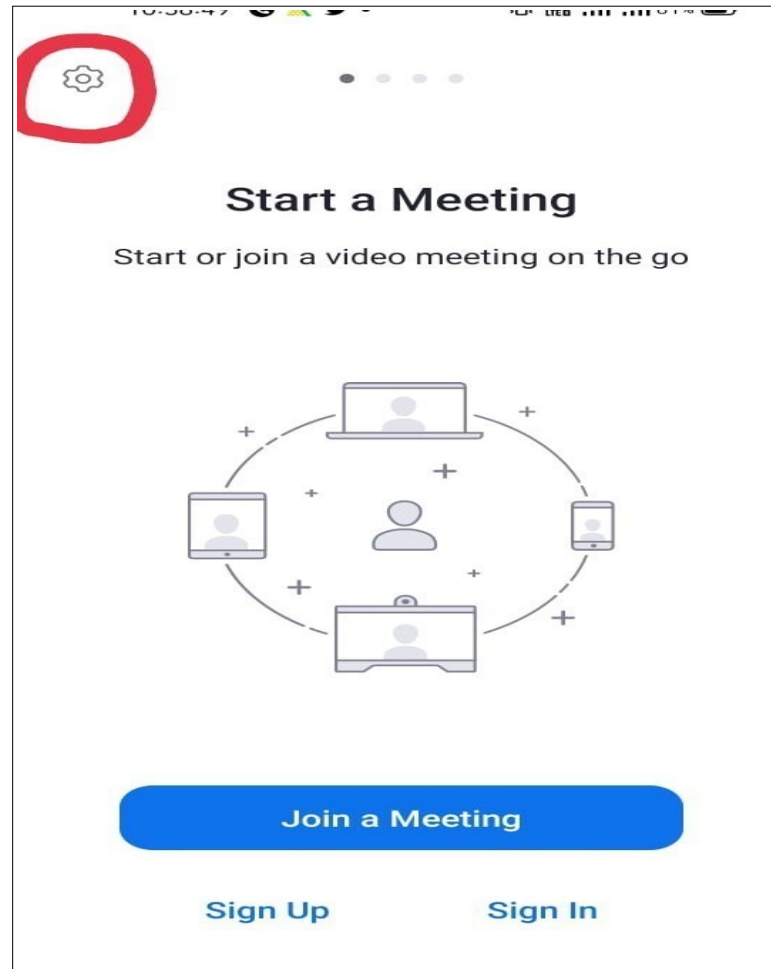 Start a Meeting
Start or join a video meeting on the go
Join a Meeting
Sign Up Sign In